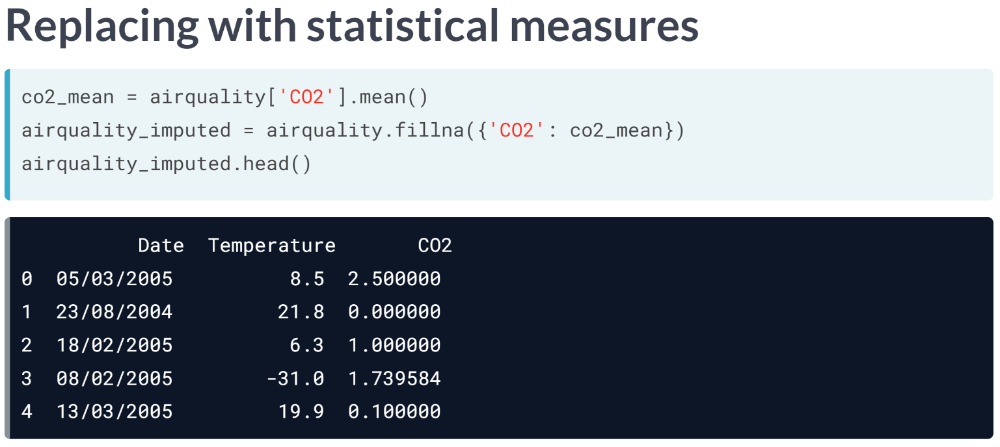 Replacing with statistical measures
co2_mean = airquality['CO2'].mean()
airquality_imputed = airquality.fillna({'CO2': co2_mean})
airquality_imputed.head()
Date  Temperature       CO2
0  05/03/2005          8.5  2.500000
1  23/08/2004         21.8  0.000000
2  18/02/2005          6.3  1.000000
3  08/02/2005        -31.0  1.739584
4  13/03/2005         19.9  0.100000